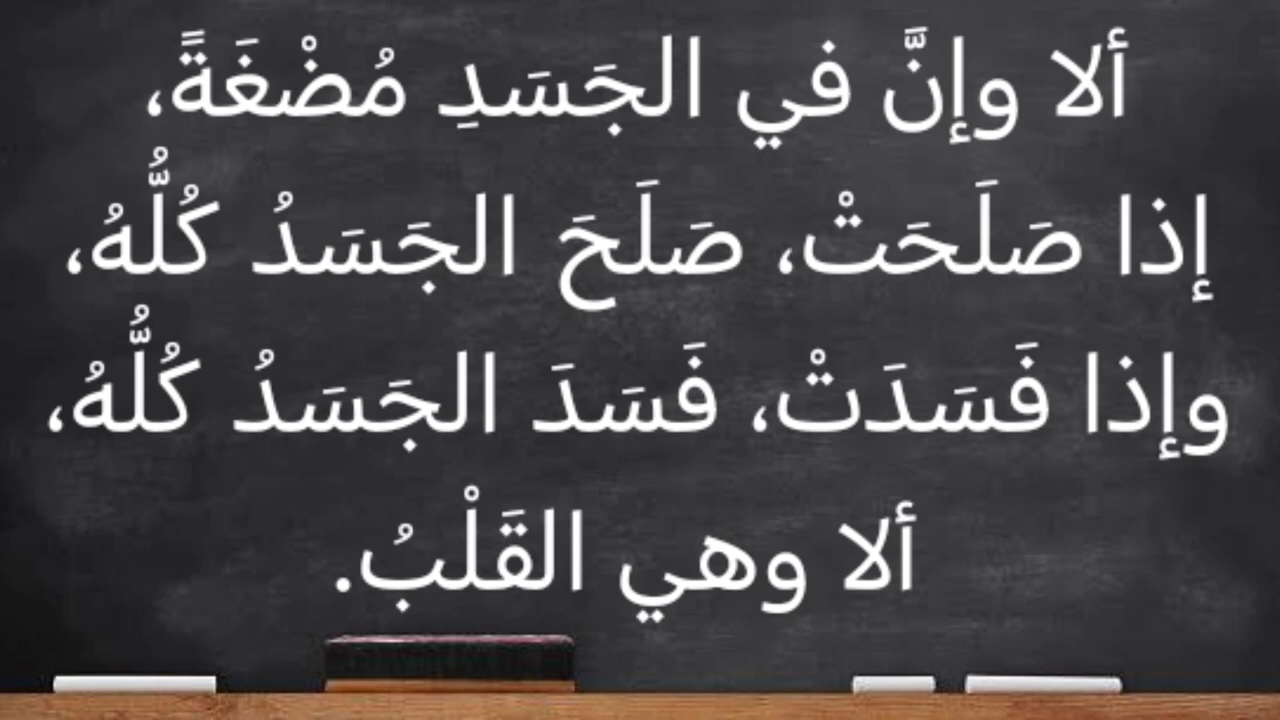 ألا وإنَّ في الجَسَدِ مُضْغَةً،
إذا صَلَحَتْ، صَلَحَ الجَسَدُ كُلُّهُ،
وإذا فَسَدَتْ، فَسَدَ الجَسَدُ كُلُّهُ،
ألا وهي القَلْبُ.